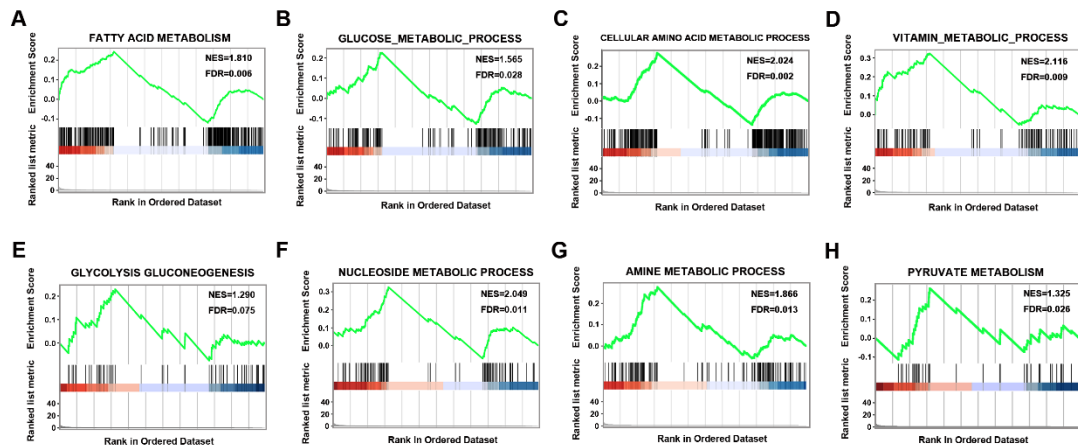 A
FATTY ACID METABOLISM
Enrichment Score
0.2
0.1
0.0
-0.1
NES=1.810
FDR=0.006
Ranked list metric
40
20
0
Rank in Ordered Dataset
B
GLUCOSE_METABOLIC_PROCESS
Enrichment Score
0.2
0.1
0.0
-0.1
NES=1.565
FDR=0.028
Ranked list metric
40
20
0
Rank in Ordered Dataset
C
CELLULAR AMINO ACID METABOLIC PROCESS
Enrichment Score
0.2
0.1
0.0
-0.1
NES=2.024
FDR=0.002
Ranked list metric
40
20
0
Rank in Ordered Dataset
D
VITAMIN_METABOLIC_PROCESS
Enrichment Score
0.3
0.2
0.1
0.0
NES=2.116
FDR=0.009
Ranked list metric
40
20
0
Rank in Ordered Dataset
E
GLYCOLYSIS GLUCONEOGENESIS
Enrichment Score
0.2
0.1
0.0
NES=1.290
FDR=0.075
Ranked list metric
40
20
0
Rank in Ordered Dataset
F
NUCLEOSIDE METABOLIC PROCESS
Enrichment Score
0.3
0.2
0.1
0.0
NES=2.049
FDR=0.011
Ranked list metric
40
20
0
Rank in Ordered Dataset
G
AMINE METABOLIC PROCESS
Enrichment Score
0.2
0.1
0.0
NES=1.866
FDR=0.013
Ranked list metric
40
20
0
Rank in Ordered Dataset
H
PYRUVATE METABOLISM
Enrichment Score
0.2
0.1
0.0
-0.1
NES=1.325
FDR=0.026
Ranked list metric
40
20
0
Rank in Ordered Dataset